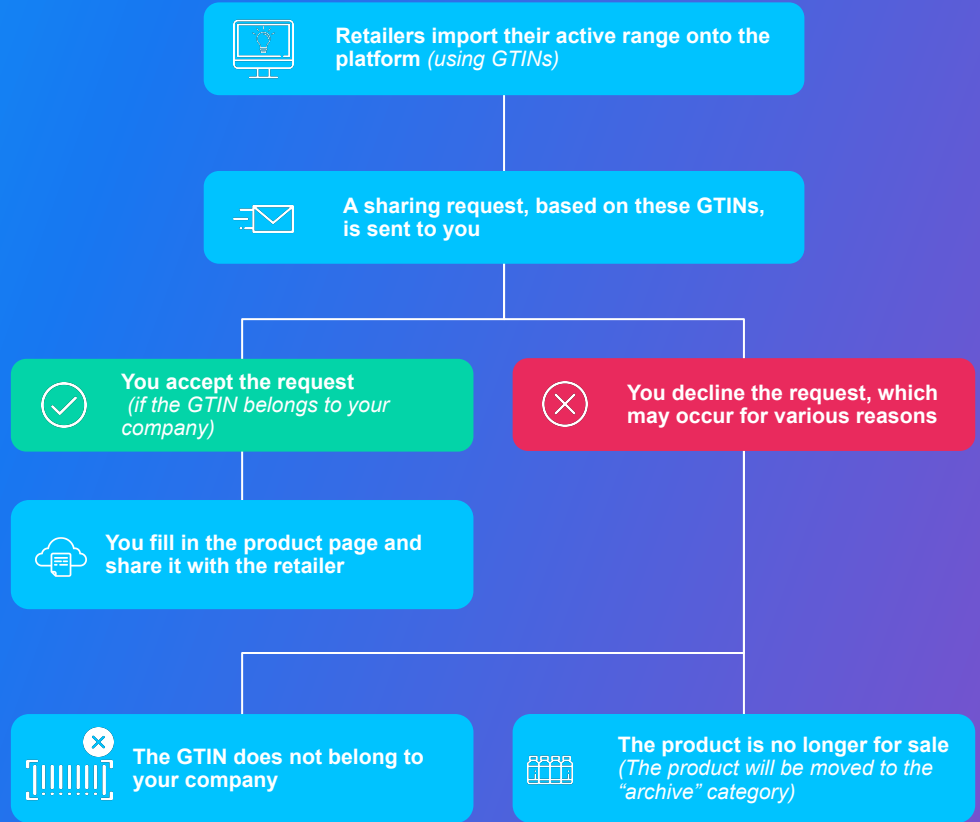 Retailers import their active range onto the
platform (using GTINs)
A sharing request, based on these GTINs,
is sent to you
You accept the request
(if the GTIN belongs to your
company)
You decline the request, which
may occur for various reasons
You fill in the product page and
share it with the retailer
The GTIN does not belong to
your company
The product is no longer for sale
(The product will be moved to the
“archive” category)